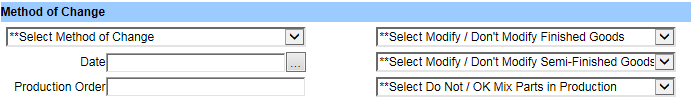 Method of Change
**Select Method of Change
**Select Modify / Don't Modify Finished Goods
Date
...
**Select Modify / Don't Modify Semi-Finished Goods
Production Order
**Select Do Not / OK Mix Parts in Production